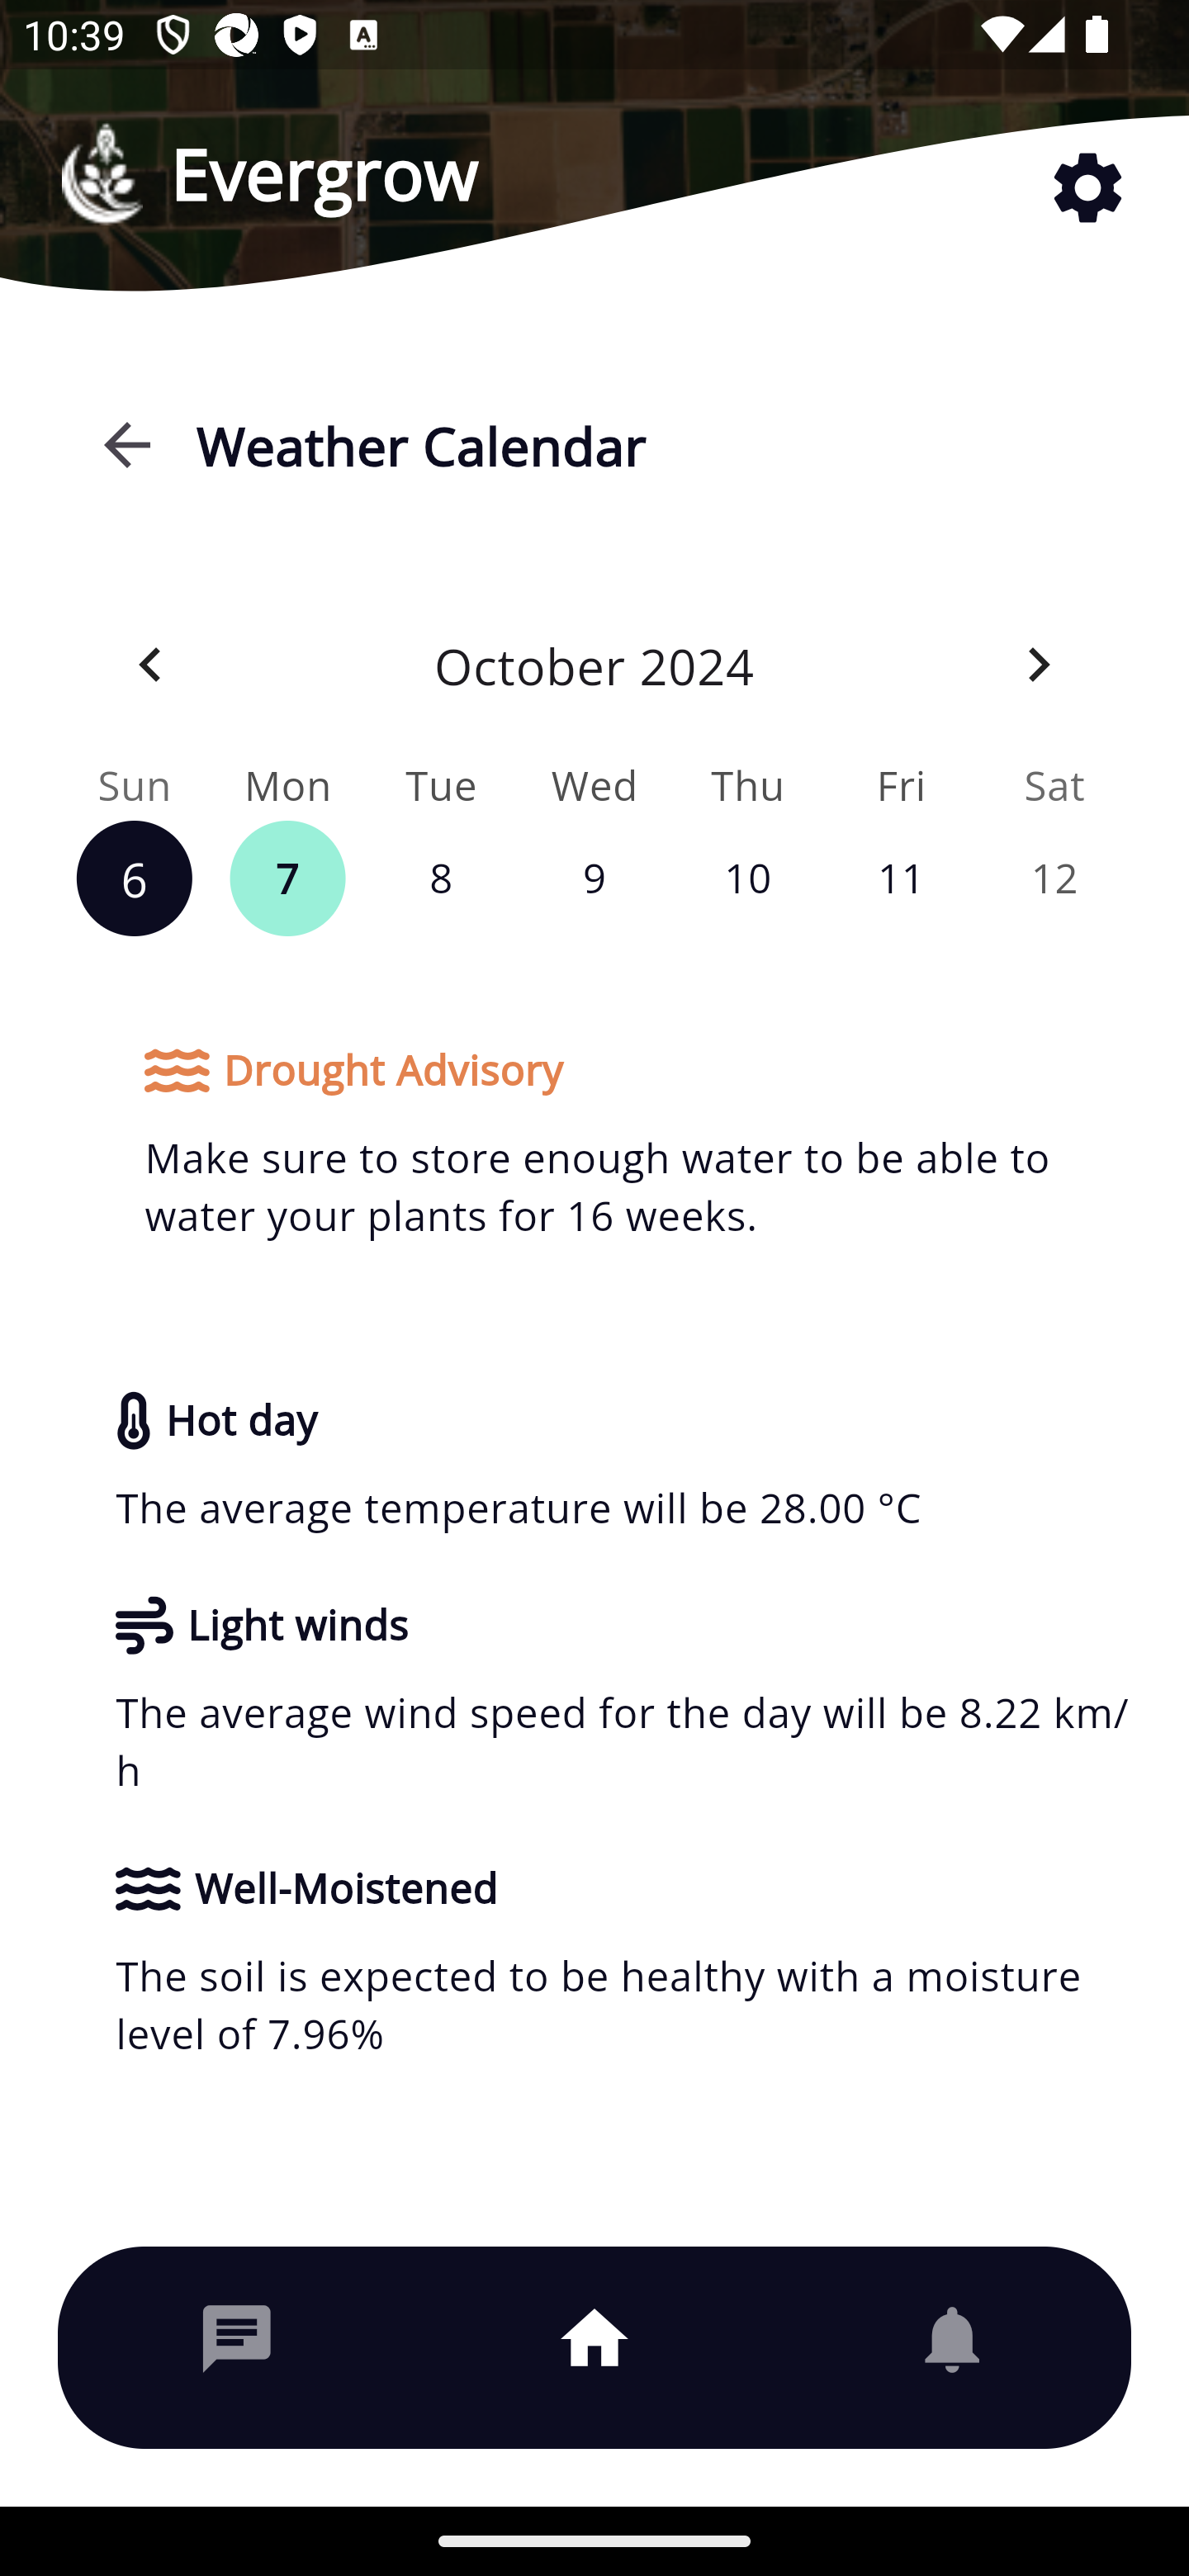 10:39
Evergrow
Weather Calendar
October 2024
Sun Mon Tue Wed Thu Fri Sat
6 7 8 9 10 11 12
Drought Advisory
Make sure to store enough water to be able to
water your plants for 16 weeks.
Hot day
The average temperature will be 28.00 °C
Light winds
The average wind speed for the day will be 8.22 km/
h
Well-Moistened
The soil is expected to be healthy with a moisture
level of 7.96%